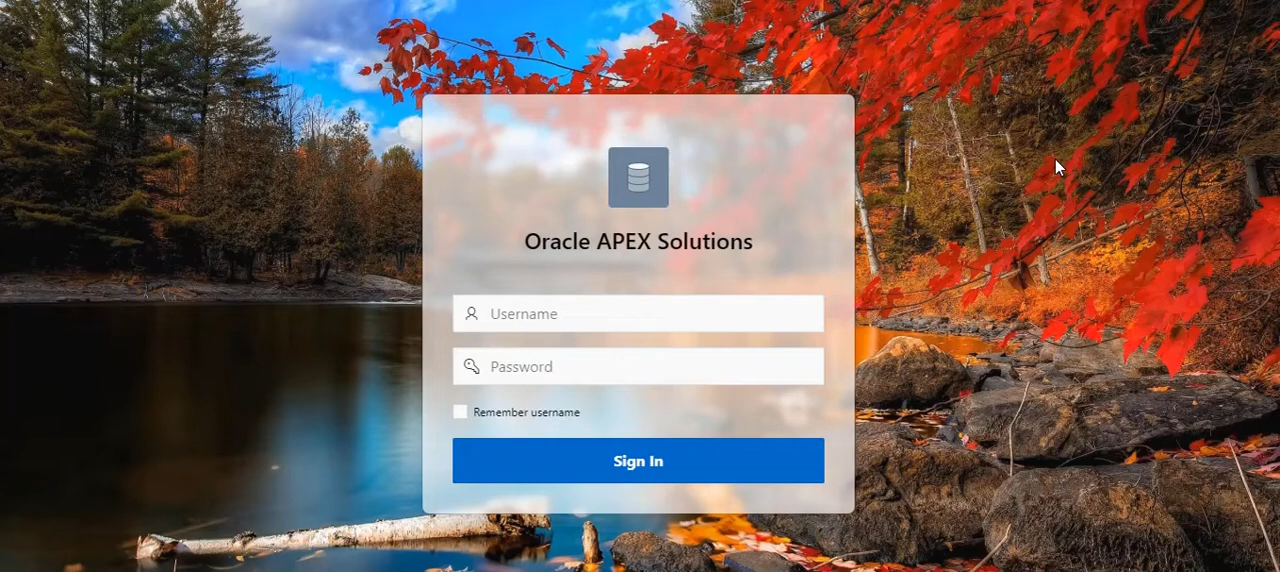 Oracle APEX Solutions
Username
Password
Remember username
Sign In